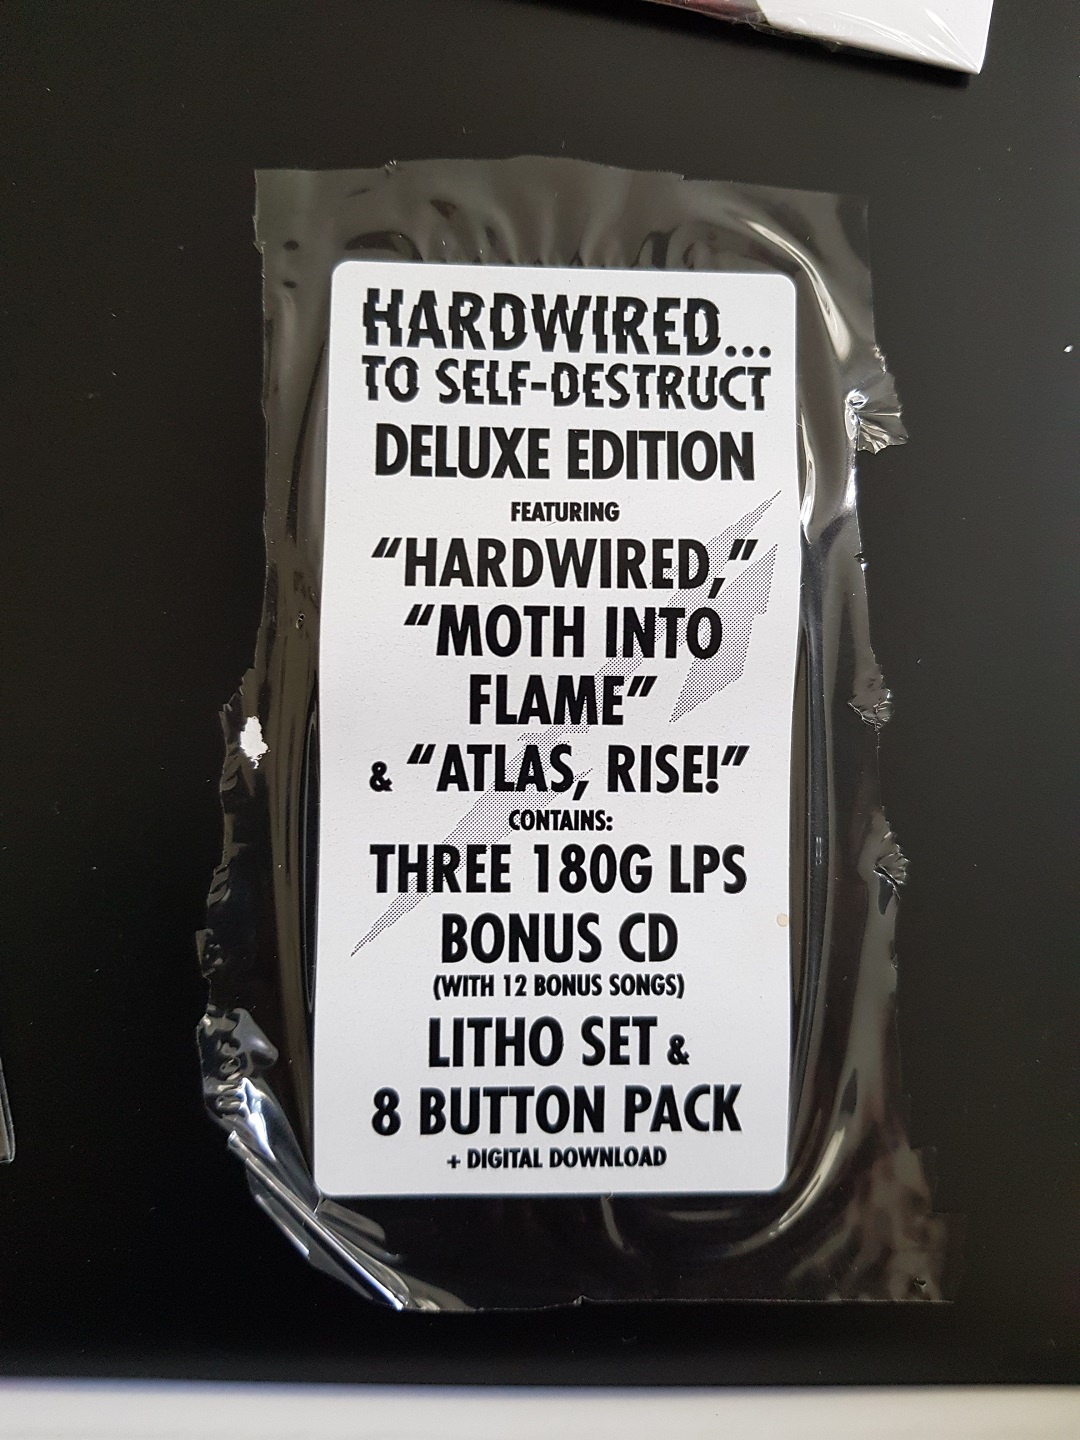 HARDWIRED...
TO SELF-DESTRUCT
DELUXE EDITION
FEATURING
“HARDWIRED,”
“MOTH INTO
FLAME”
& “ATLAS, RISE!”
CONTAINS:
THREE 180G LPS
BONUS CD
(WITH 12 BONUS SONGS)
LITHO SET &
8 BUTTON PACK
+ DIGITAL DOWNLOAD